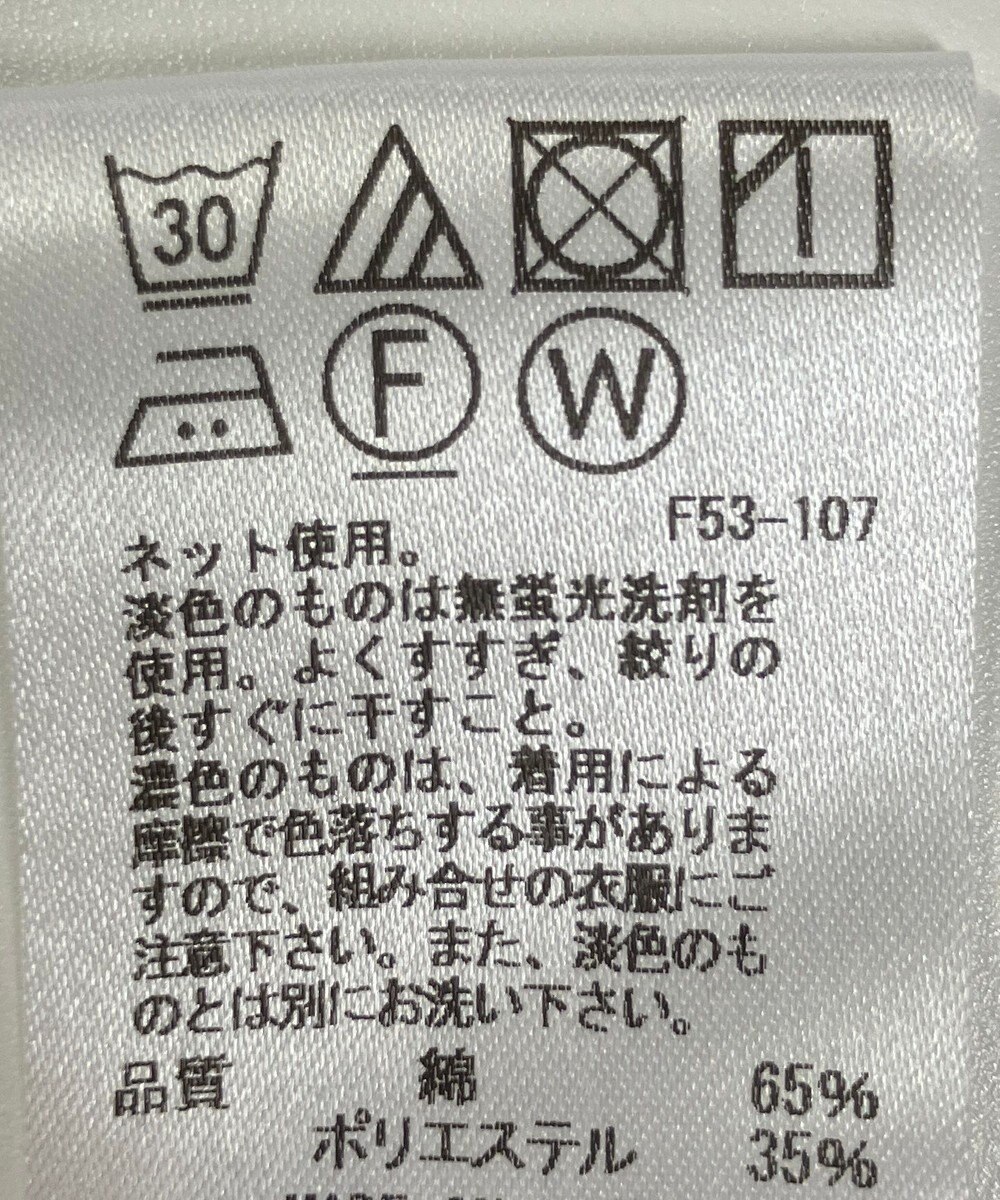 30
F
W
F53-107
ネット使用。
淡色のものは無蛍光洗剤を
使用。よくすすぎ、絞りの
後すぐに干すこと。
濃色のものは、着用による
摩擦で色落ちする事がありま
すので、組み合せの衣服にご
注意下さい。また、淡色のも
のとは別にお洗い下さい。
品質 綿 65%
ポリエステル 35%